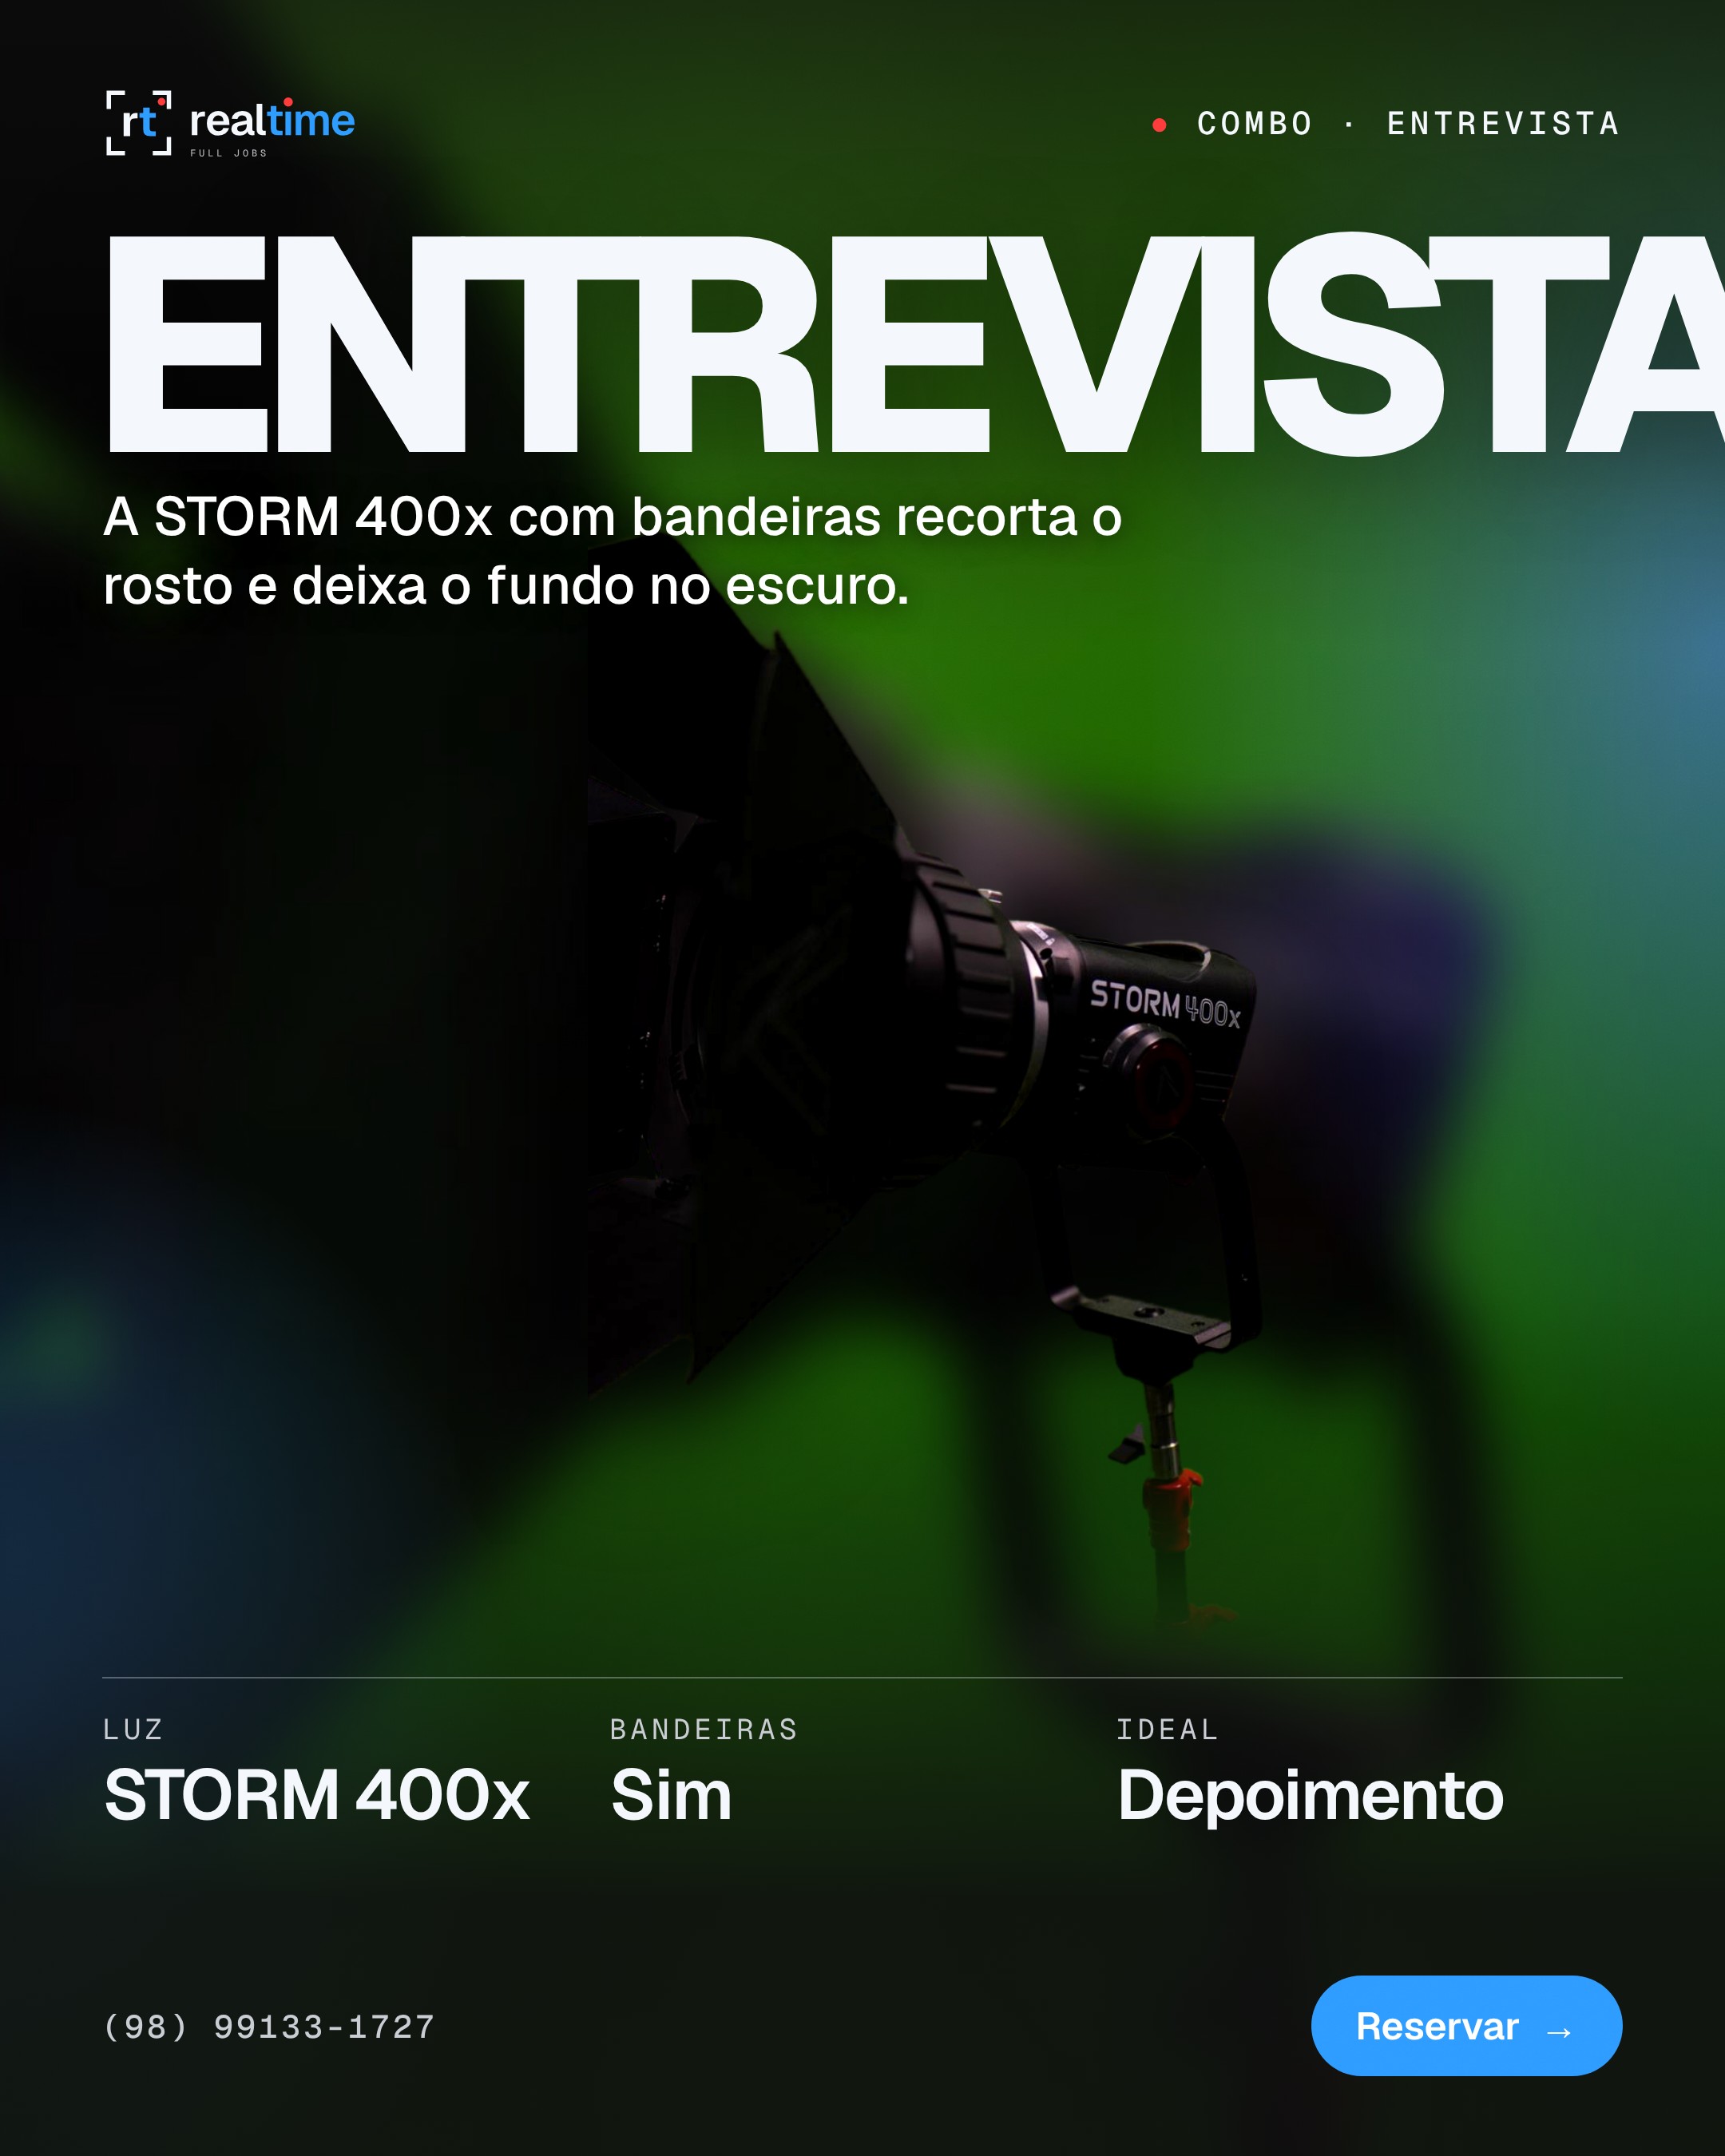 rt realtime
FULL JOBS
COMBO · ENTREVISTA
ENTREVISTA
A STORM 400x com bandeiras recorta o
rosto e deixa o fundo no escuro.
STORM 400x
LUZ
STORM 400x
BANDEIRAS
Sim
IDEAL
Depoimento
(98) 99133-1727
Reservar →